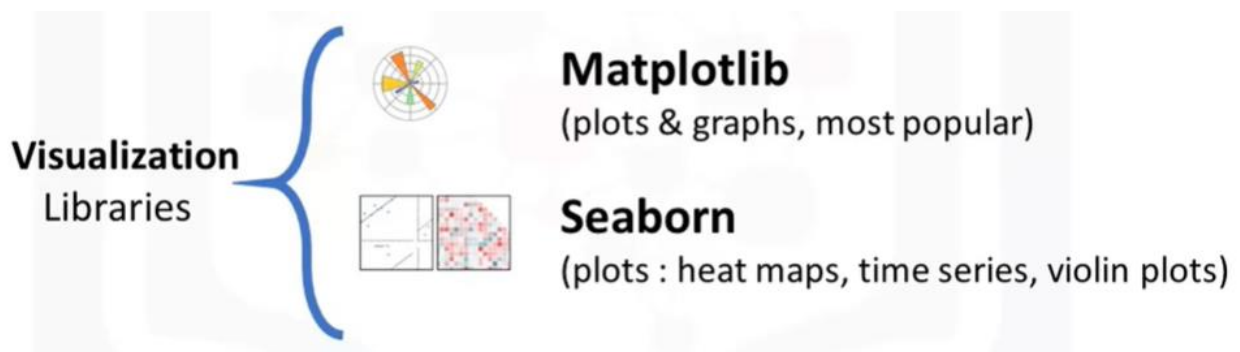 Visualization
Libraries
Matplotlib
(plots & graphs, most popular)
Seaborn
(plots : heat maps, time series, violin plots)